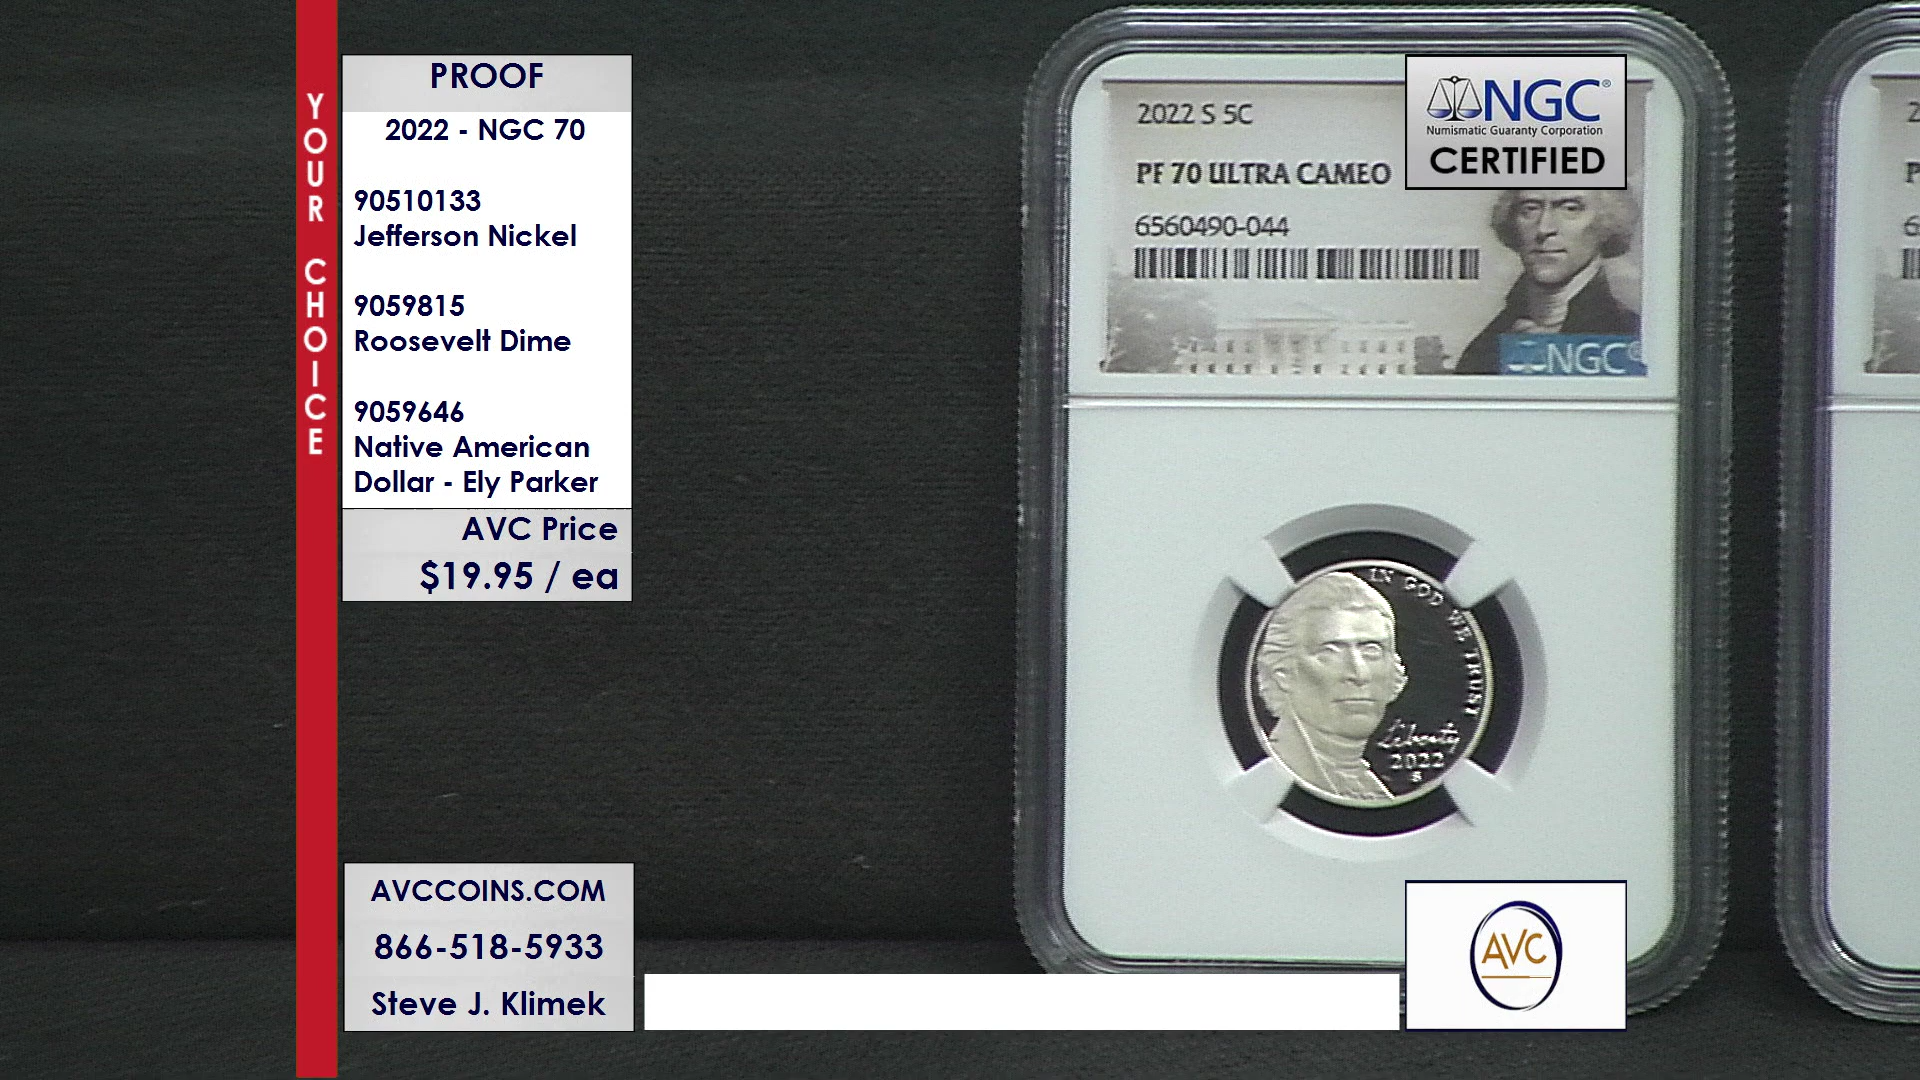 YOUR CHOICE
PROOF
2022 - NGC 70
90510133
Jefferson Nickel
9059815
Roosevelt Dime
9059646
Native American
Dollar - Ely Parker
AVC Price
$19.95 / ea
AVCCOINS.COM
866-518-5933
Steve J. Klimek
2022 S 5C
PF 70 ULTRA CAMEO
6560490-044
NGC
NGC®
Numismatic Guaranty Corporation
CERTIFIED
IN GOD WE TRUST
Liberty
2022
S
AVC
2
P
6